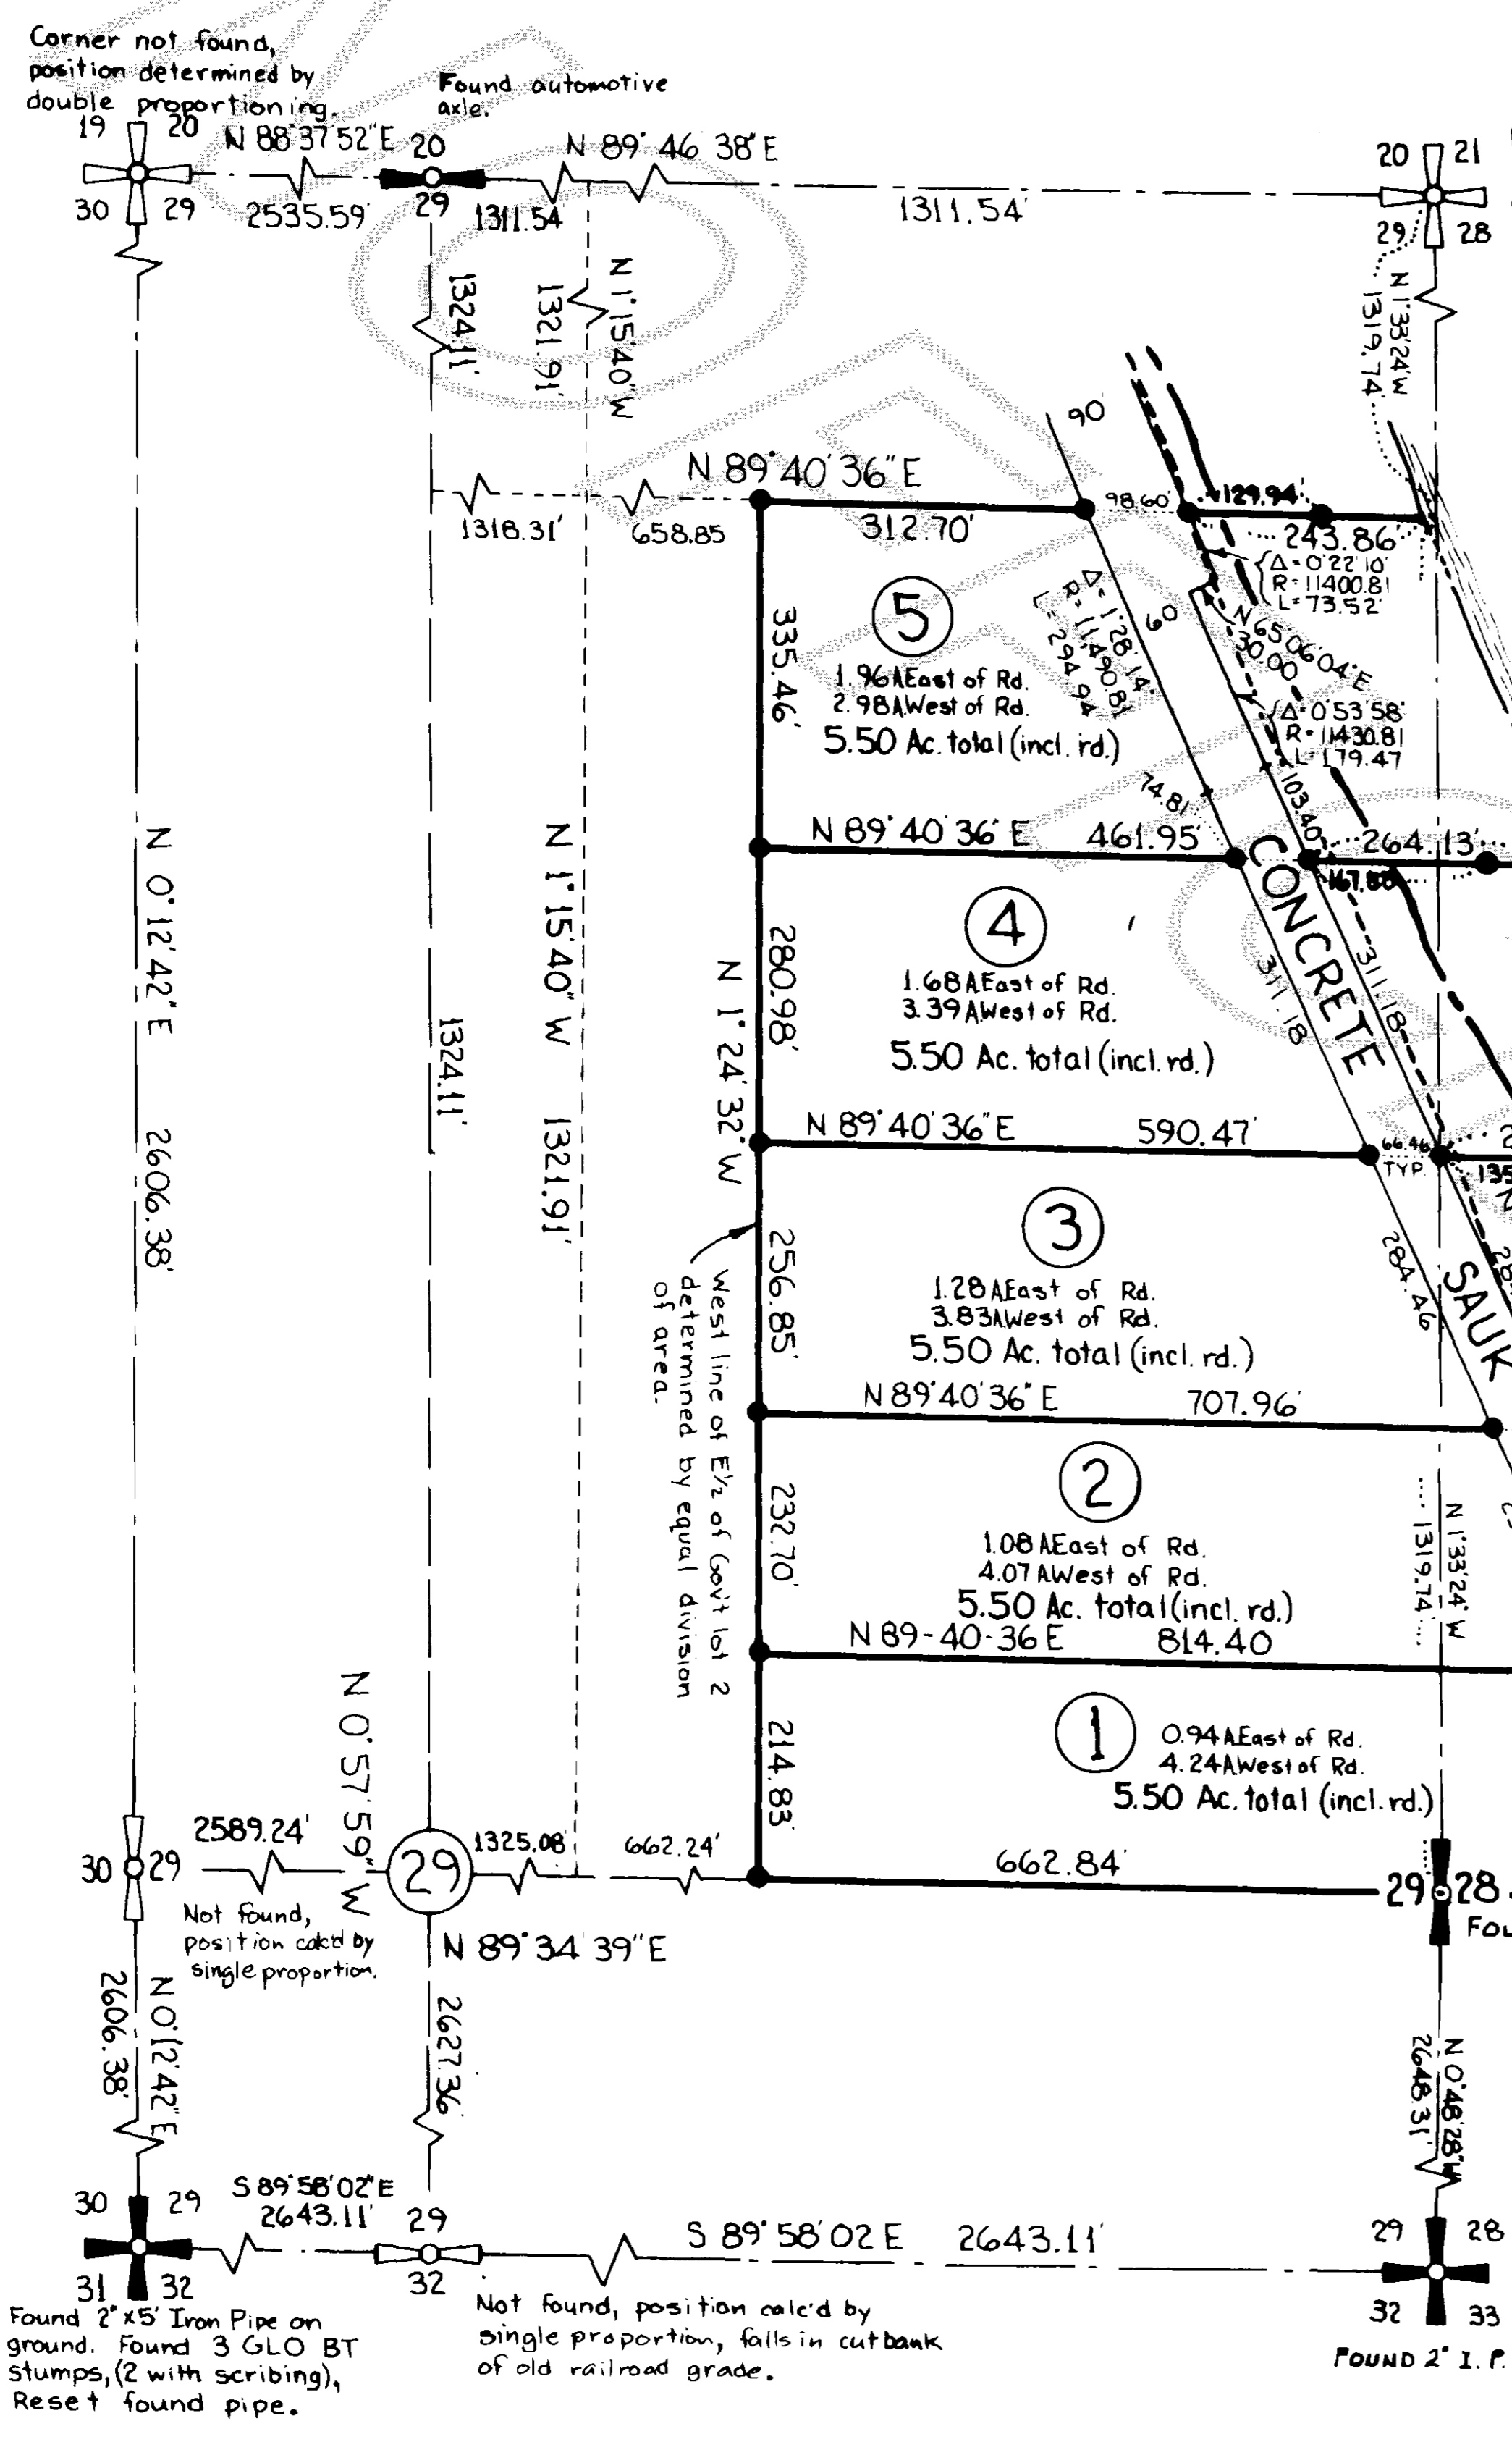 Corner not found,
position determined by
double proportioning.
Found automotive
axle.
19 20
N 88°37'52"E
20
N 89° 46' 38" E
20 21
30 29
2535.59'
29
1311.54'
1311.54'
29 28
1324.11'
1321.91'
N 1°15'40" W
N 1°33'24"W
1319.74
90'
N 89°40'36"E
1318.31'
658.85
312.70'
98.60'
129.94'
243.86'
Δ=0°22'10"
R=11400.81
L=73.52'
335.46'
5
1.96A East of Rd.
2.98A West of Rd.
5.50 Ac. total (incl. rd.)
Δ=1°28'14"
R=11,490.81
L=294.94
60
N65°06'04"E
30.00
Δ=0°53'58"
R=11430.81
L=179.47
74.81
103.40
N 89°40'36" E 461.95'
264.13'
N 0°12'42" E 2606.38'
N 1°15'40" W 1321.91'
1324.11'
N 1°24'32" W
280.98'
4
1.68A East of Rd.
3.39A West of Rd.
5.50 Ac. total (incl. rd.)
CONCRETE
311.18
311.18
N 89°40'36"E 590.47'
66.46
TYP.
135
256.85'
3
1.28A East of Rd.
3.83A West of Rd.
5.50 Ac. total (incl. rd.)
284.46
SAUK
West line of E½ of Gov't lot 2
determined by equal division
of area.
N 89°40'36" E 707.96'
232.70'
2
1.08A East of Rd.
4.07A West of Rd.
5.50 Ac. total (incl. rd.)
N 1°33'24" W
1319.74
N 89-40-36 E 814.40
214.83'
1
0.94A East of Rd.
4.24A West of Rd.
5.50 Ac. total (incl. rd.)
N 0°57'59" W
30 29
2589.24'
29
1325.08'
662.24'
662.84'
29 28
Not found,
position calc'd by
single proportion.
N 89°34'39"E
N 0°12'42"E
2606.38'
2627.36'
N 0°48'28"W
2648.31'
30 29
S 89°58'02"E
2643.11'
29
S 89°58'02 E 2643.11'
29 28
31 32
32
32 33
Found 2"x5' Iron Pipe on
ground. Found 3 GLO BT
stumps, (2 with scribing),
Reset found pipe.
Not found, position calc'd by
single proportion, falls in cutbank
of old railroad grade.
FOUND 2" I.P.